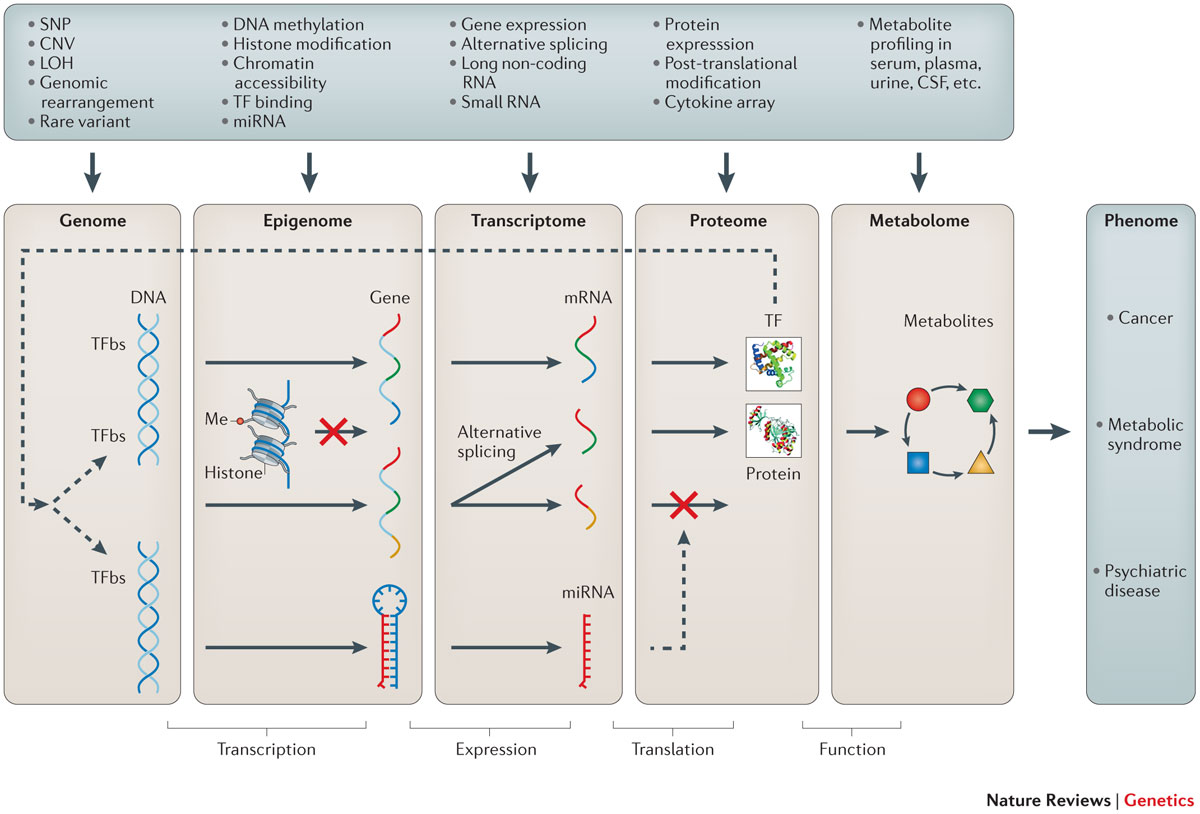 • SNP
• CNV
• LOH
• Genomic
rearrangement
• Rare variant
• DNA methylation
• Histone modification
• Chromatin
accessibility
• TF binding
• miRNA
• Gene expression
• Alternative splicing
• Long non-coding
RNA
• Small RNA
• Protein
expresssion
• Post-translational
modification
• Cytokine array
• Metabolite
profiling in
serum, plasma,
urine, CSF, etc.
Genome
Epigenome
Transcriptome
Proteome
Metabolome
Phenome
DNA
TFbs
TFbs
TFbs
Gene
Me
Histone
mRNA
Alternative
splicing
miRNA
TF
Protein
Metabolites
• Cancer
• Metabolic
syndrome
• Psychiatric
disease
Transcription
Expression
Translation
Function
Nature Reviews | Genetics